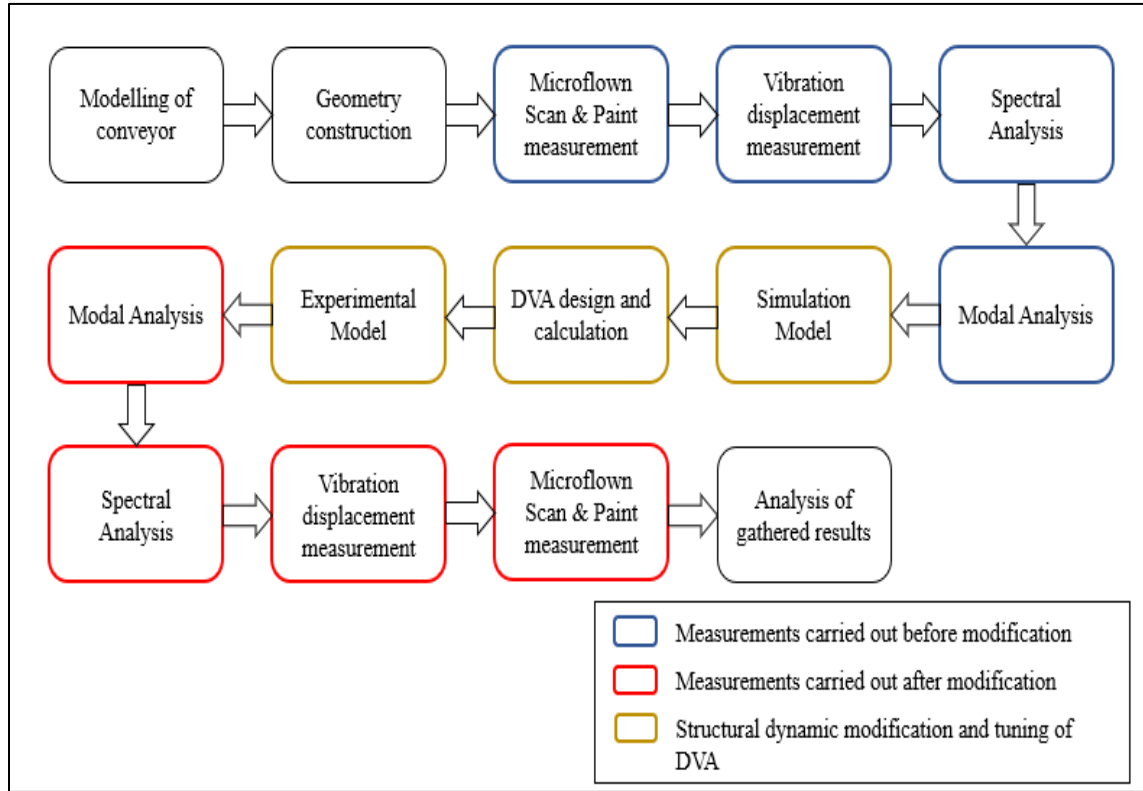 Modelling of
conveyor
Geometry
construction
Microflown
Scan & Paint
measurement
Vibration
displacement
measurement
Spectral
Analysis
Modal Analysis
Simulation
Model
DVA design and
calculation
Experimental
Model
Modal Analysis
Spectral
Analysis
Vibration
displacement
measurement
Microflown
Scan & Paint
measurement
Analysis of
gathered results
Measurements carried out before modification
Measurements carried out after modification
Structural dynamic modification and tuning of
DVA